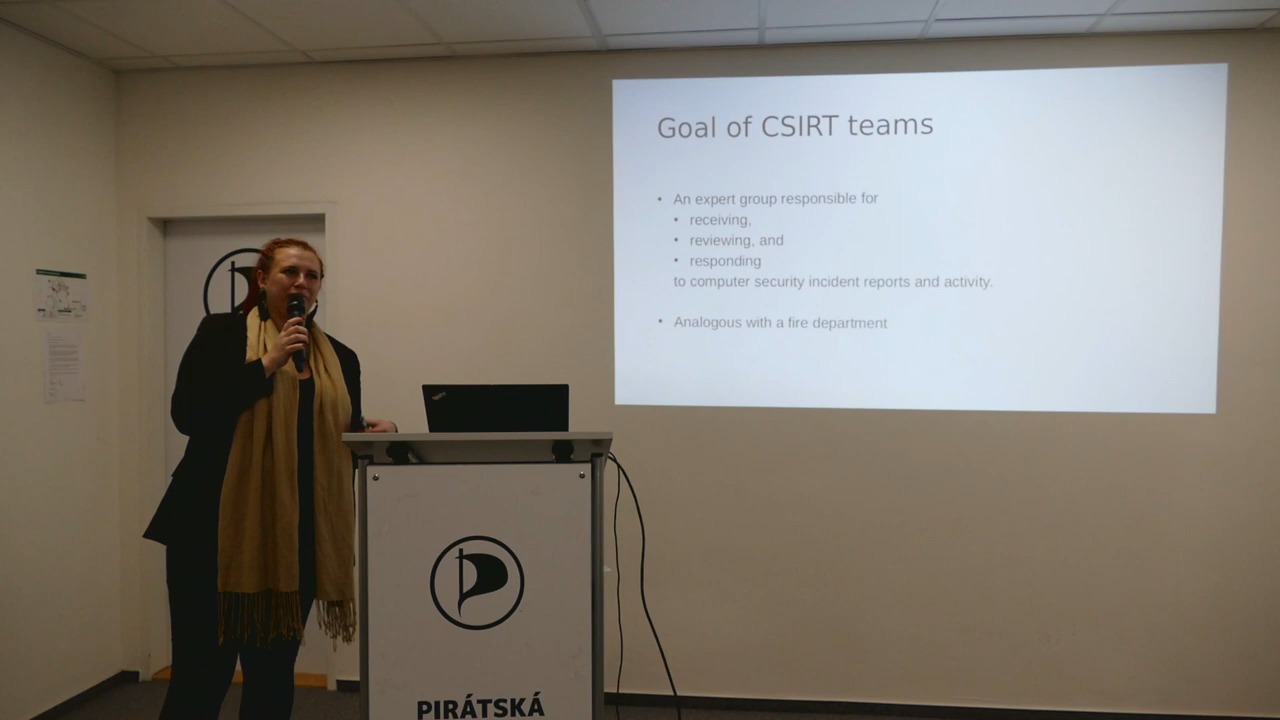 Goal of CSIRT teams
• An expert group responsible for
• receiving,
• reviewing, and
• responding
to computer security incident reports and activity.
• Analogous with a fire department
PIRÁTSKÁ